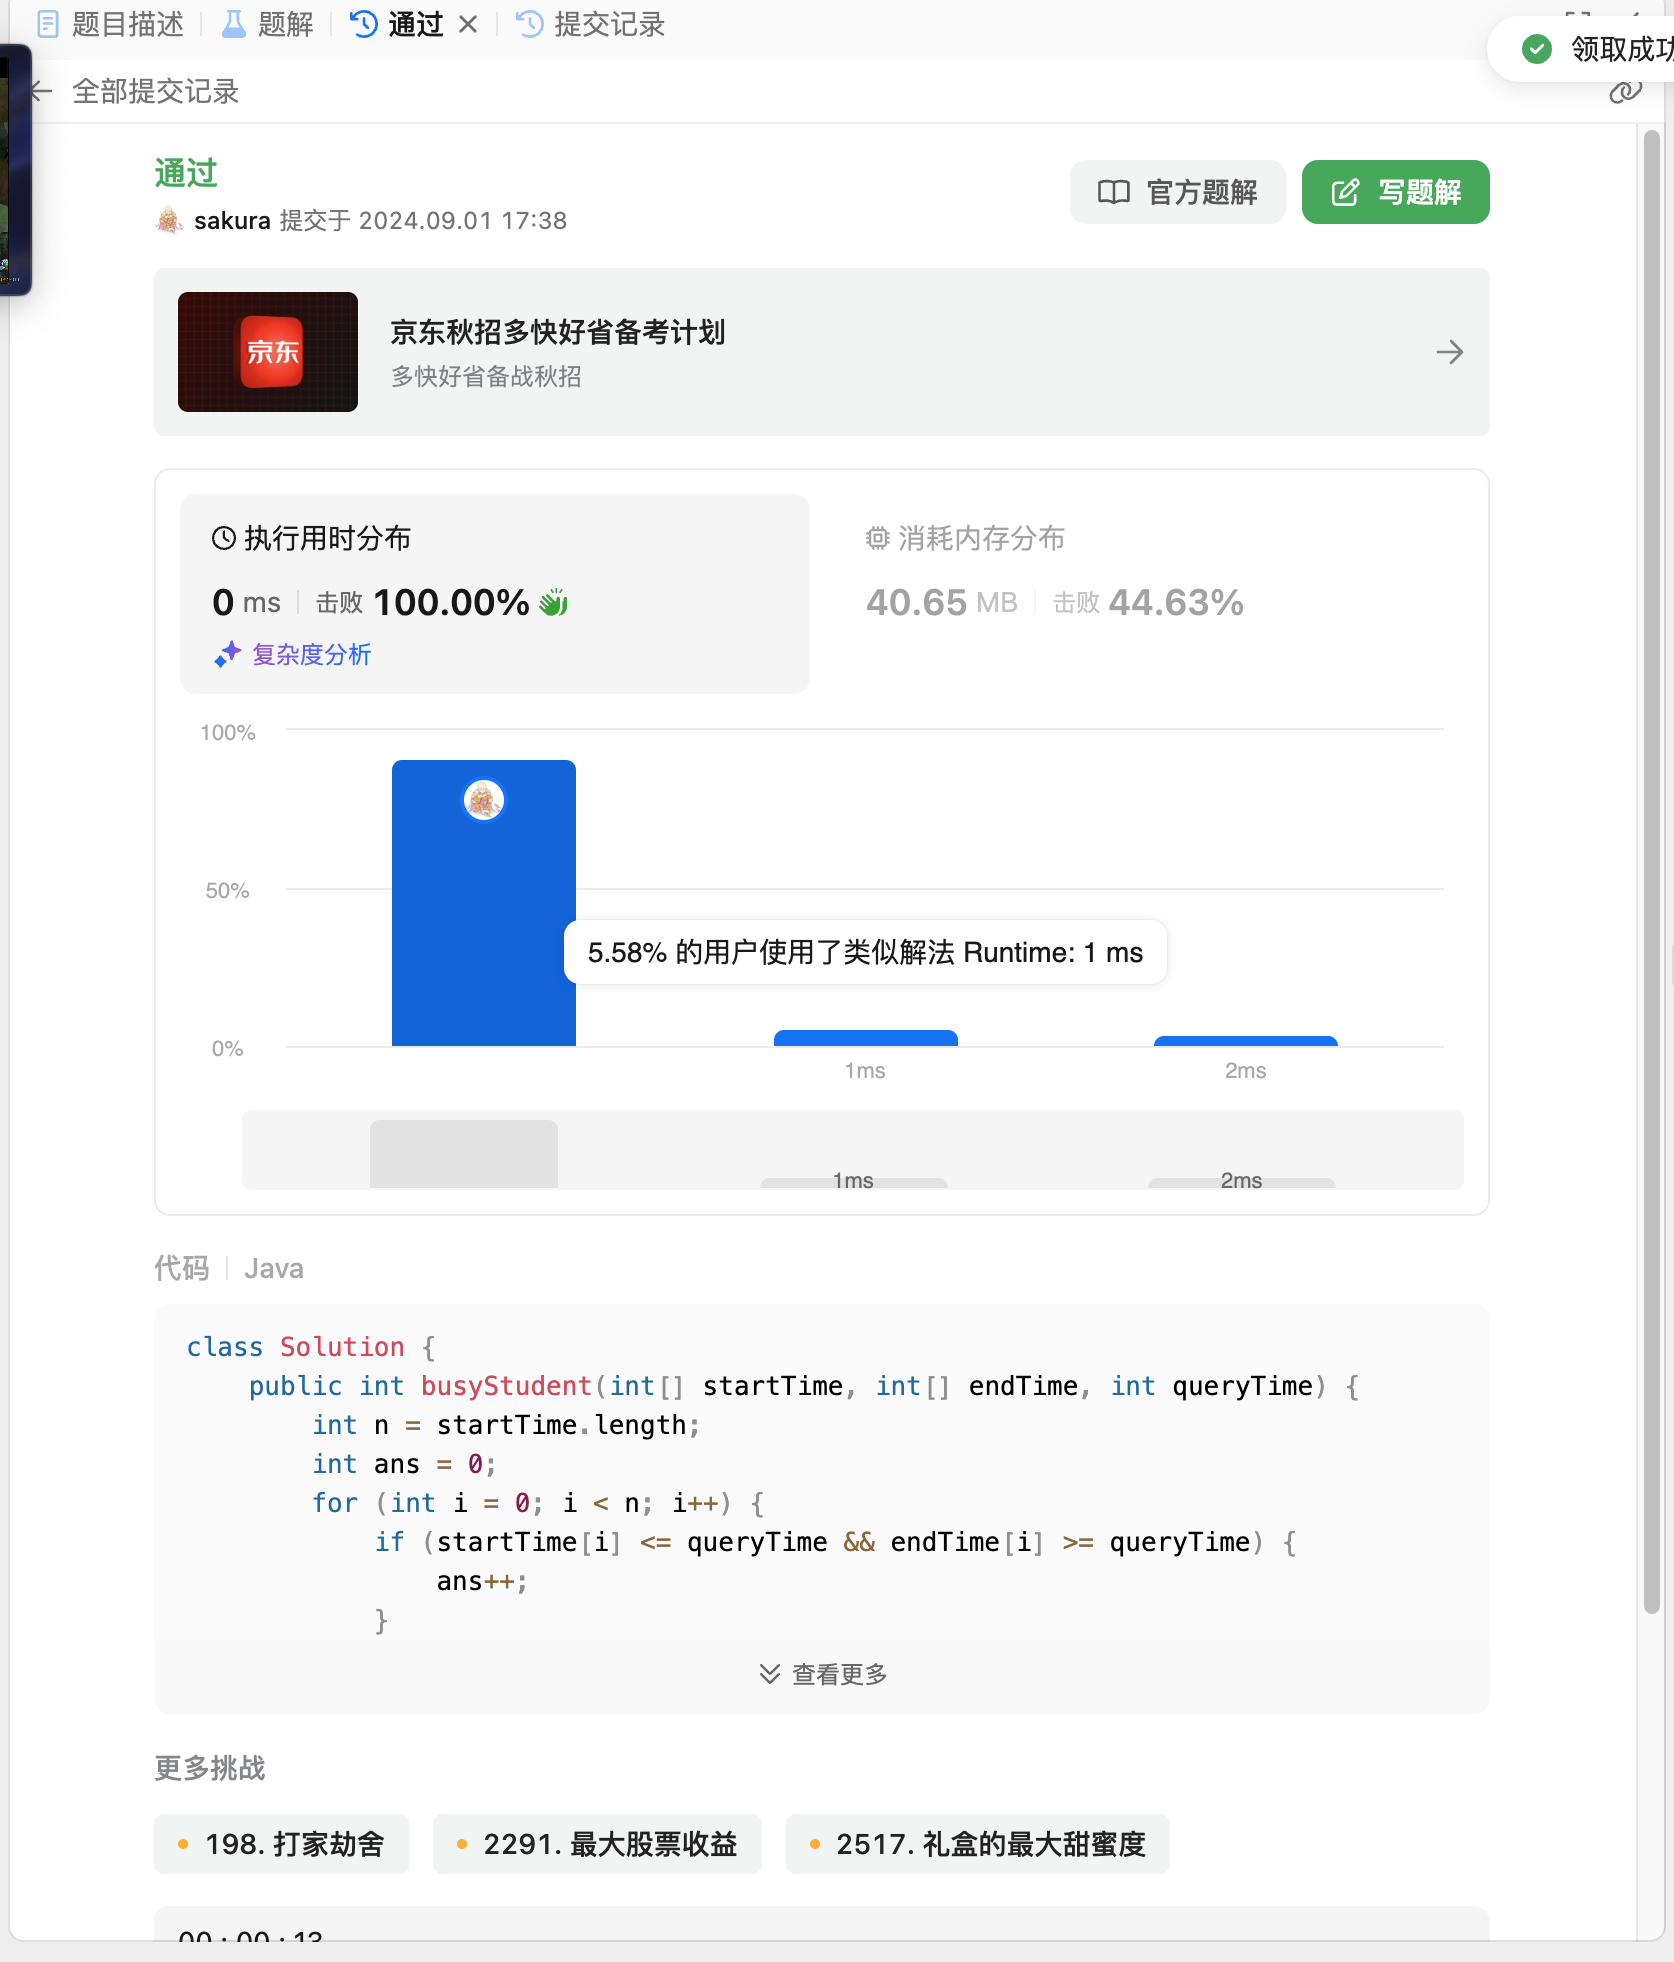 题目描述 题解 通过 提交记录
领取成功
全部提交记录
通过
sakura 提交于 2024.09.01 17:38
官方题解
写题解
京东
京东秋招多快好省备考计划
多快好省备战秋招
执行用时分布
0 ms 击败 100.00%
复杂度分析
消耗内存分布
40.65 MB 击败 44.63%
100%
50%
0%
5.58% 的用户使用了类似解法 Runtime: 1 ms
1ms 2ms
1ms 2ms
代码 Java
class Solution {
    public int busyStudent(int[] startTime, int[] endTime, int queryTime) {
        int n = startTime.length;
        int ans = 0;
        for (int i = 0; i < n; i++) {
            if (startTime[i] <= queryTime && endTime[i] >= queryTime) {
                ans++;
            }
查看更多
更多挑战
198. 打家劫舍 2291. 最大股票收益 2517. 礼盒的最大甜蜜度
00 : 00 : 13